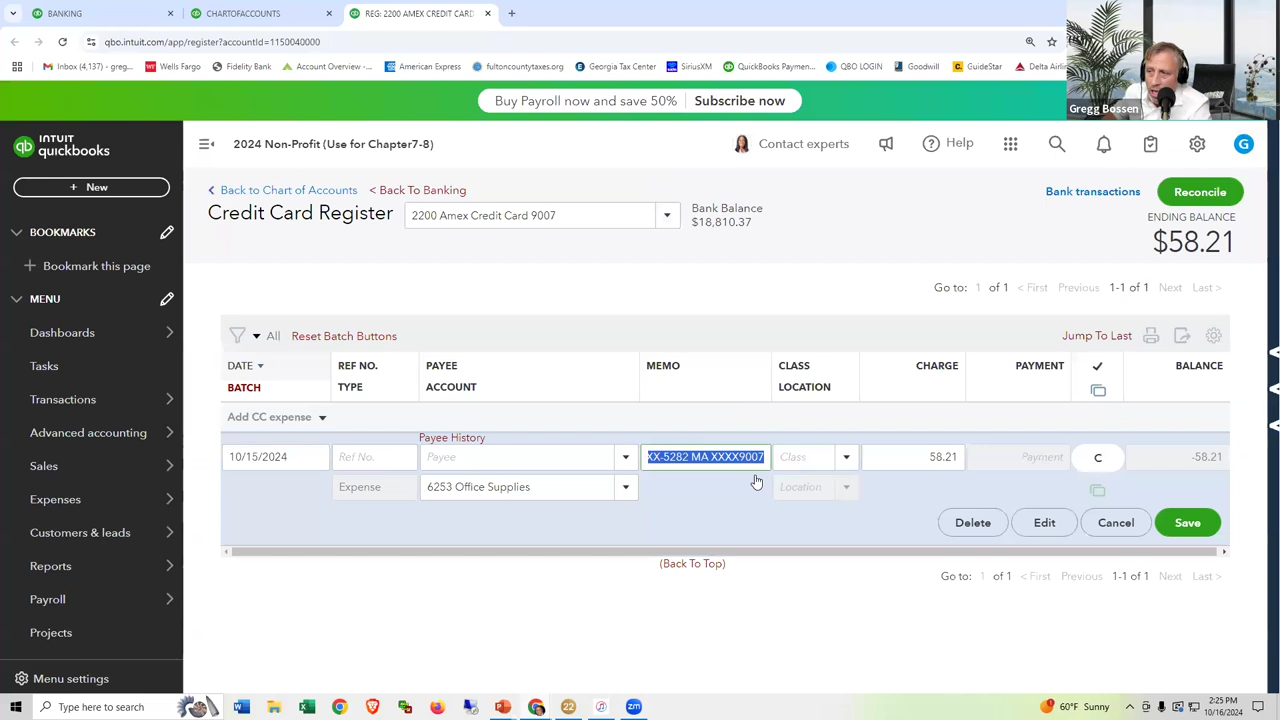 BANKING
CHARTOFACCOUNTS
REG: 2200 AMEX CREDIT CARD
qbo.intuit.com/app/register?accountId=1150040000
Inbox (4,137) - greg...
Wells Fargo
Fidelity Bank
Account Overview -...
American Express
fultoncountytaxes.org
Georgia Tax Center
SiriusXM
QuickBooks Paymen...
QBO LOGIN
Goodwill
GuideStar
Delta Airli
Gregg Bossen
Buy Payroll now and save 50%
Subscribe now
INTUIT
quickbooks
2024 Non-Profit (Use for Chapter7-8)
Contact experts
Help
G
+ New
BOOKMARKS
Bookmark this page
MENU
Dashboards
Tasks
Transactions
Advanced accounting
Sales
Expenses
Customers & leads
Reports
Payroll
Projects
Menu settings
Back to Chart of Accounts
< Back To Banking
Credit Card Register
2200 Amex Credit Card 9007
Bank Balance
$18,810.37
Bank transactions
Reconcile
ENDING BALANCE
$58.21
Go to: 1 of 1 < First Previous 1-1 of 1 Next Last >
All
Reset Batch Buttons
Jump To Last
DATE REF NO. PAYEE MEMO CLASS CHARGE PAYMENT BALANCE
BATCH TYPE ACCOUNT LOCATION
Add CC expense
Payee History
10/15/2024 Ref No. Payee XX-5282 MA XXXX9007 Class 58.21 Payment C -58.21
Expense 6253 Office Supplies Location
Delete
Edit
Cancel
Save
(Back To Top)
Go to: 1 of 1 < First Previous 1-1 of 1 Next Last >
Type here to search
22
60°F Sunny
2:25 PM
10/16/2024